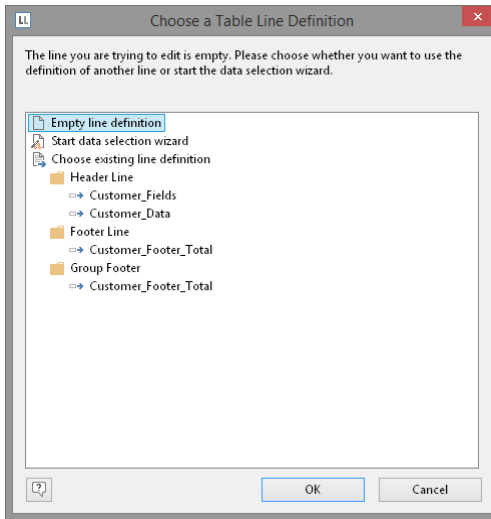 LL Choose a Table Line Definition ×
The line you are trying to edit is empty. Please choose whether you want to use the
definition of another line or start the data selection wizard.
Empty line definition
Start data selection wizard
Choose existing line definition
Header Line
Customer_Fields
Customer_Data
Footer Line
Customer_Footer_Total
Group Footer
Customer_Footer_Total
? OK Cancel